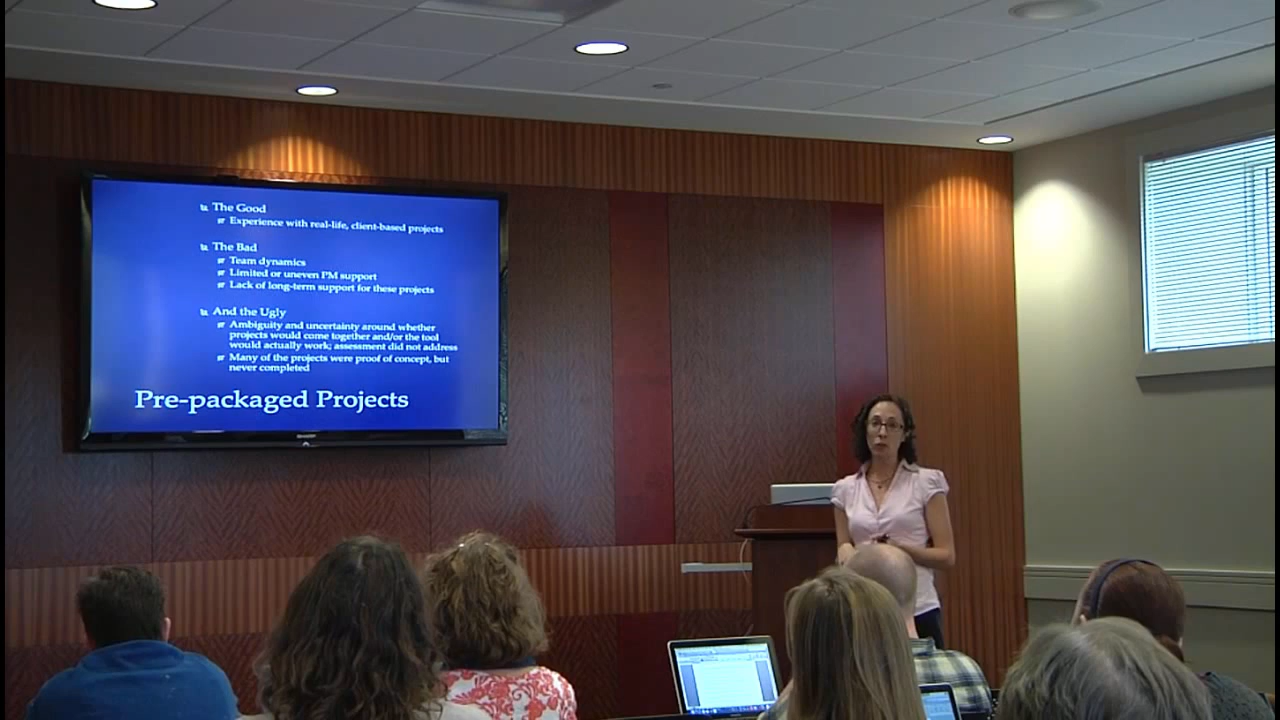 The Good
Experience with real-life, client-based projects
The Bad
Team dynamics
Limited or uneven PM support
Lack of long-term support for these projects
And the Ugly
Ambiguity and uncertainty around whether
projects would come together and/or the tool
would actually work; assessment did not address
Many of the projects were proof of concept, but
never completed
Pre-packaged Projects
SHARP